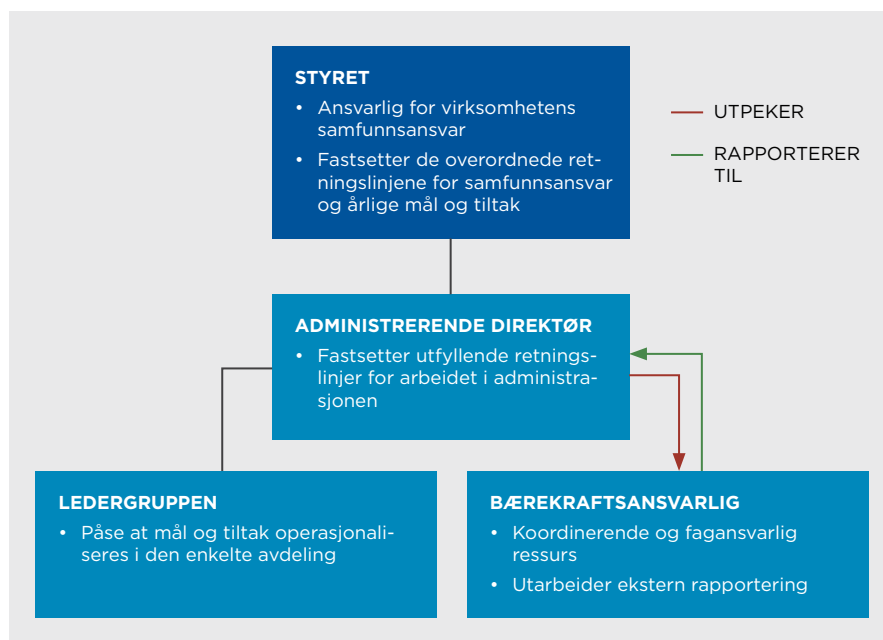 STYRET
• Ansvarlig for virksomhetens
samfunnsansvar
• Fastsetter de overordnede ret-
ningslinjene for samfunnsansvar
og årlige mål og tiltak
UTPEKER
RAPPORTERER
TIL
ADMINISTRERENDE DIREKTØR
• Fastsetter utfyllende retnings-
linjer for arbeidet i administra-
sjonen
LEDERGRUPPEN
• Påse at mål og tiltak operasjonali-
seres i den enkelte avdeling
BÆREKRAFTSANSVARLIG
• Koordinerende og fagansvarlig
ressurs
• Utarbeider ekstern rapportering